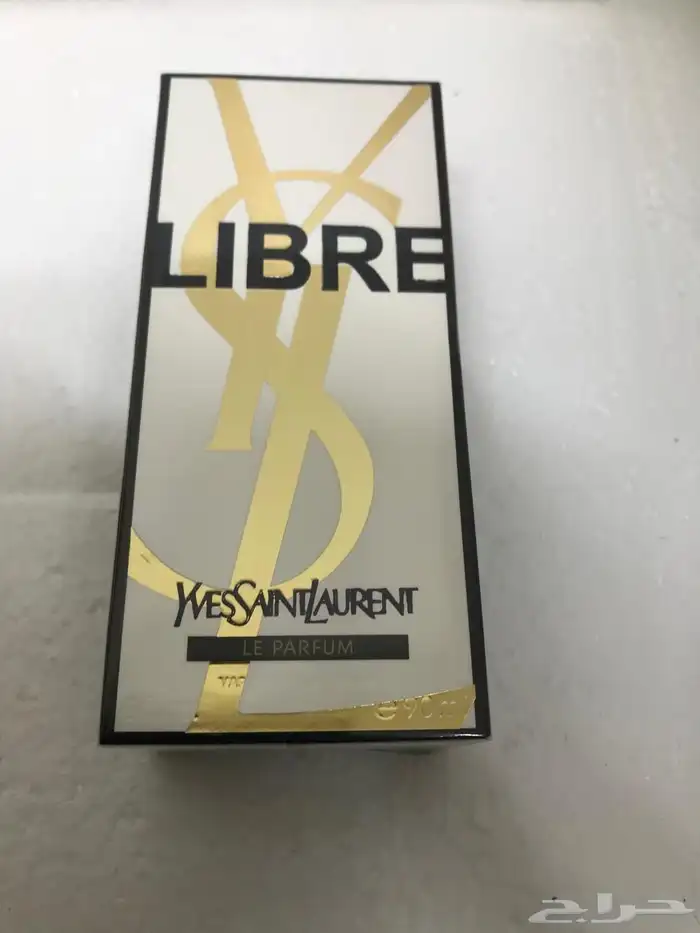 LIBRE
YVESSAINTLAURENT
LE PARFUM
90
حراج